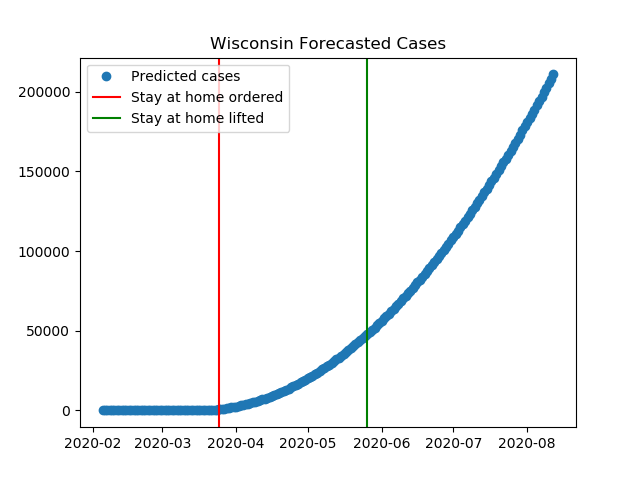 Wisconsin Forecasted Cases
Predicted cases
Stay at home ordered
Stay at home lifted
200000
150000
100000
50000
0
2020-02 2020-03 2020-04 2020-05 2020-06 2020-07 2020-08